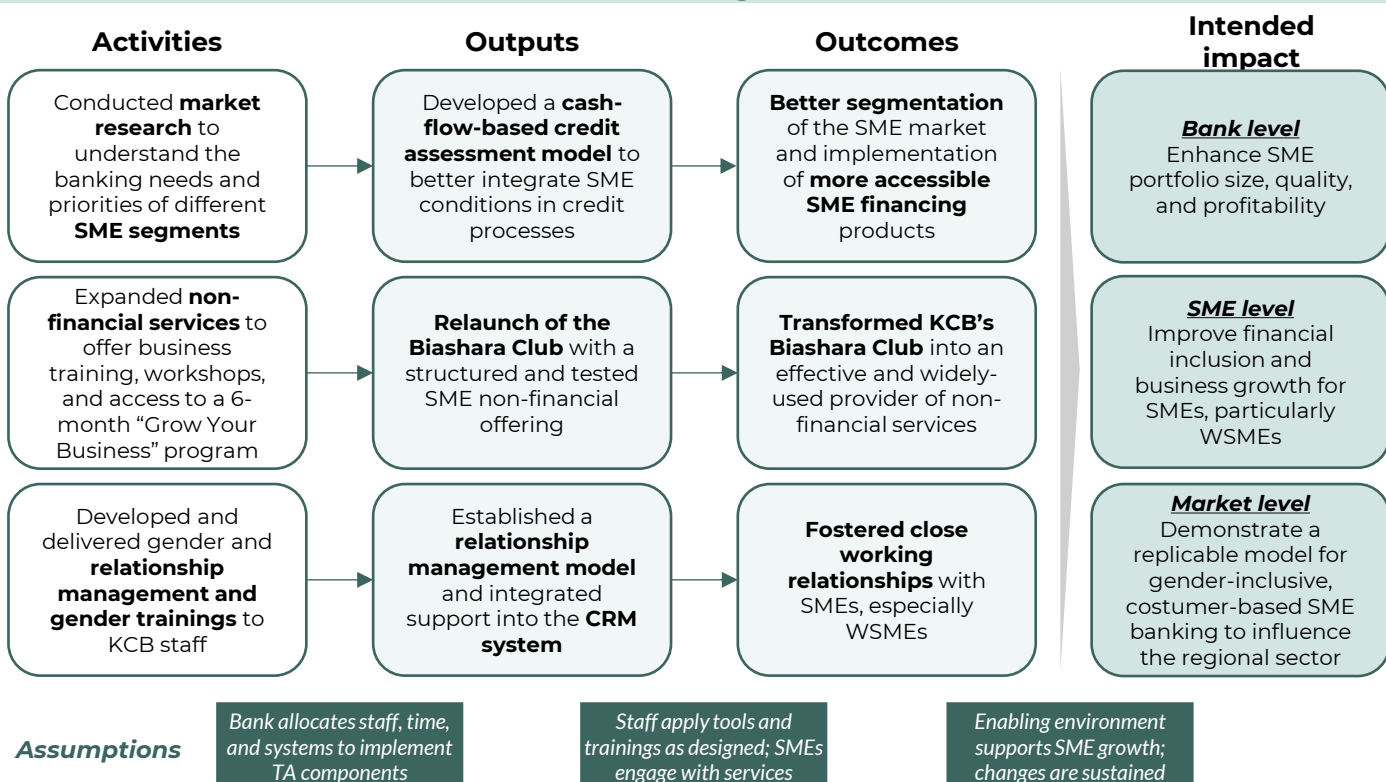 Activities
Outputs
Outcomes
Intended
impact
Conducted market
research to
understand the
banking needs and
priorities of different
SME segments
Developed a cash-
flow-based credit
assessment model to
better integrate SME
conditions in credit
processes
Better segmentation
of the SME market
and implementation
of more accessible
SME financing
products
Bank level
Enhance SME
portfolio size, quality,
and profitability
Expanded non-
financial services to
offer business
training, workshops,
and access to a 6-
month “Grow Your
Business” program
Relaunch of the
Biashara Club with a
structured and tested
SME non-financial
offering
Transformed KCB’s
Biashara Club into an
effective and widely-
used provider of non-
financial services
SME level
Improve financial
inclusion and
business growth for
SMEs, particularly
WSMEs
Developed and
delivered gender and
relationship
management and
gender trainings to
KCB staff
Established a
relationship
management model
and integrated
support into the CRM
system
Fostered close
working
relationships with
SMEs, especially
WSMEs
Market level
Demonstrate a
replicable model for
gender-inclusive,
costumer-based SME
banking to influence
the regional sector
Assumptions
Bank allocates staff, time,
and systems to implement
TA components
Staff apply tools and
trainings as designed; SMEs
engage with services
Enabling environment
supports SME growth;
changes are sustained